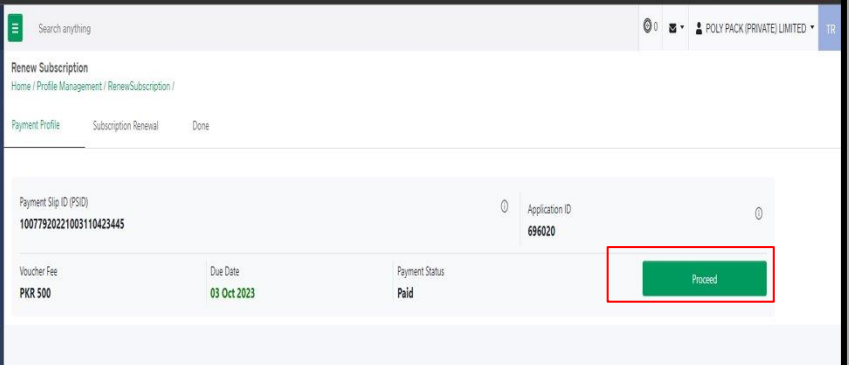 Search anything
0
POLY PACK (PRIVATE) LIMITED
TR
Renew Subscription
Home / Profile Management / RenewSubscription /
Payment Profile
Subscription Renewal
Done
Payment Slip ID (PSID)
10077920221003110423445
Application ID
696020
Voucher Fee
PKR 500
Due Date
03 Oct 2023
Payment Status
Paid
Proceed